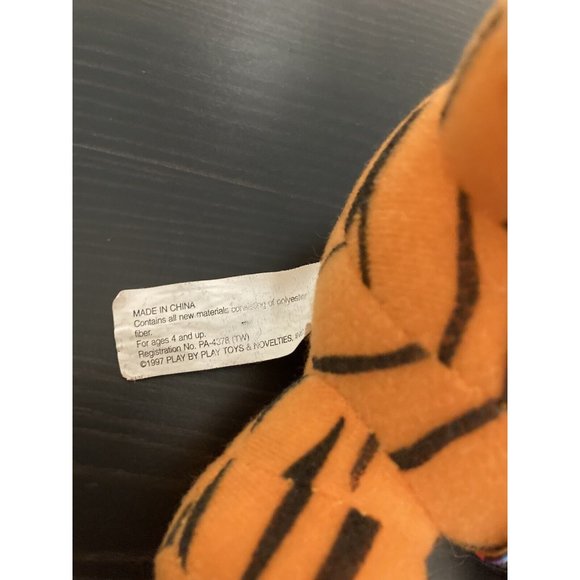 MADE IN CHINA
Contains all new materials consisting of polyester
fiber.
For ages 4 and up.
Registration No. PA-4378 (TW)
©1997 PLAY BY PLAY TOYS & NOVELTIES, IN